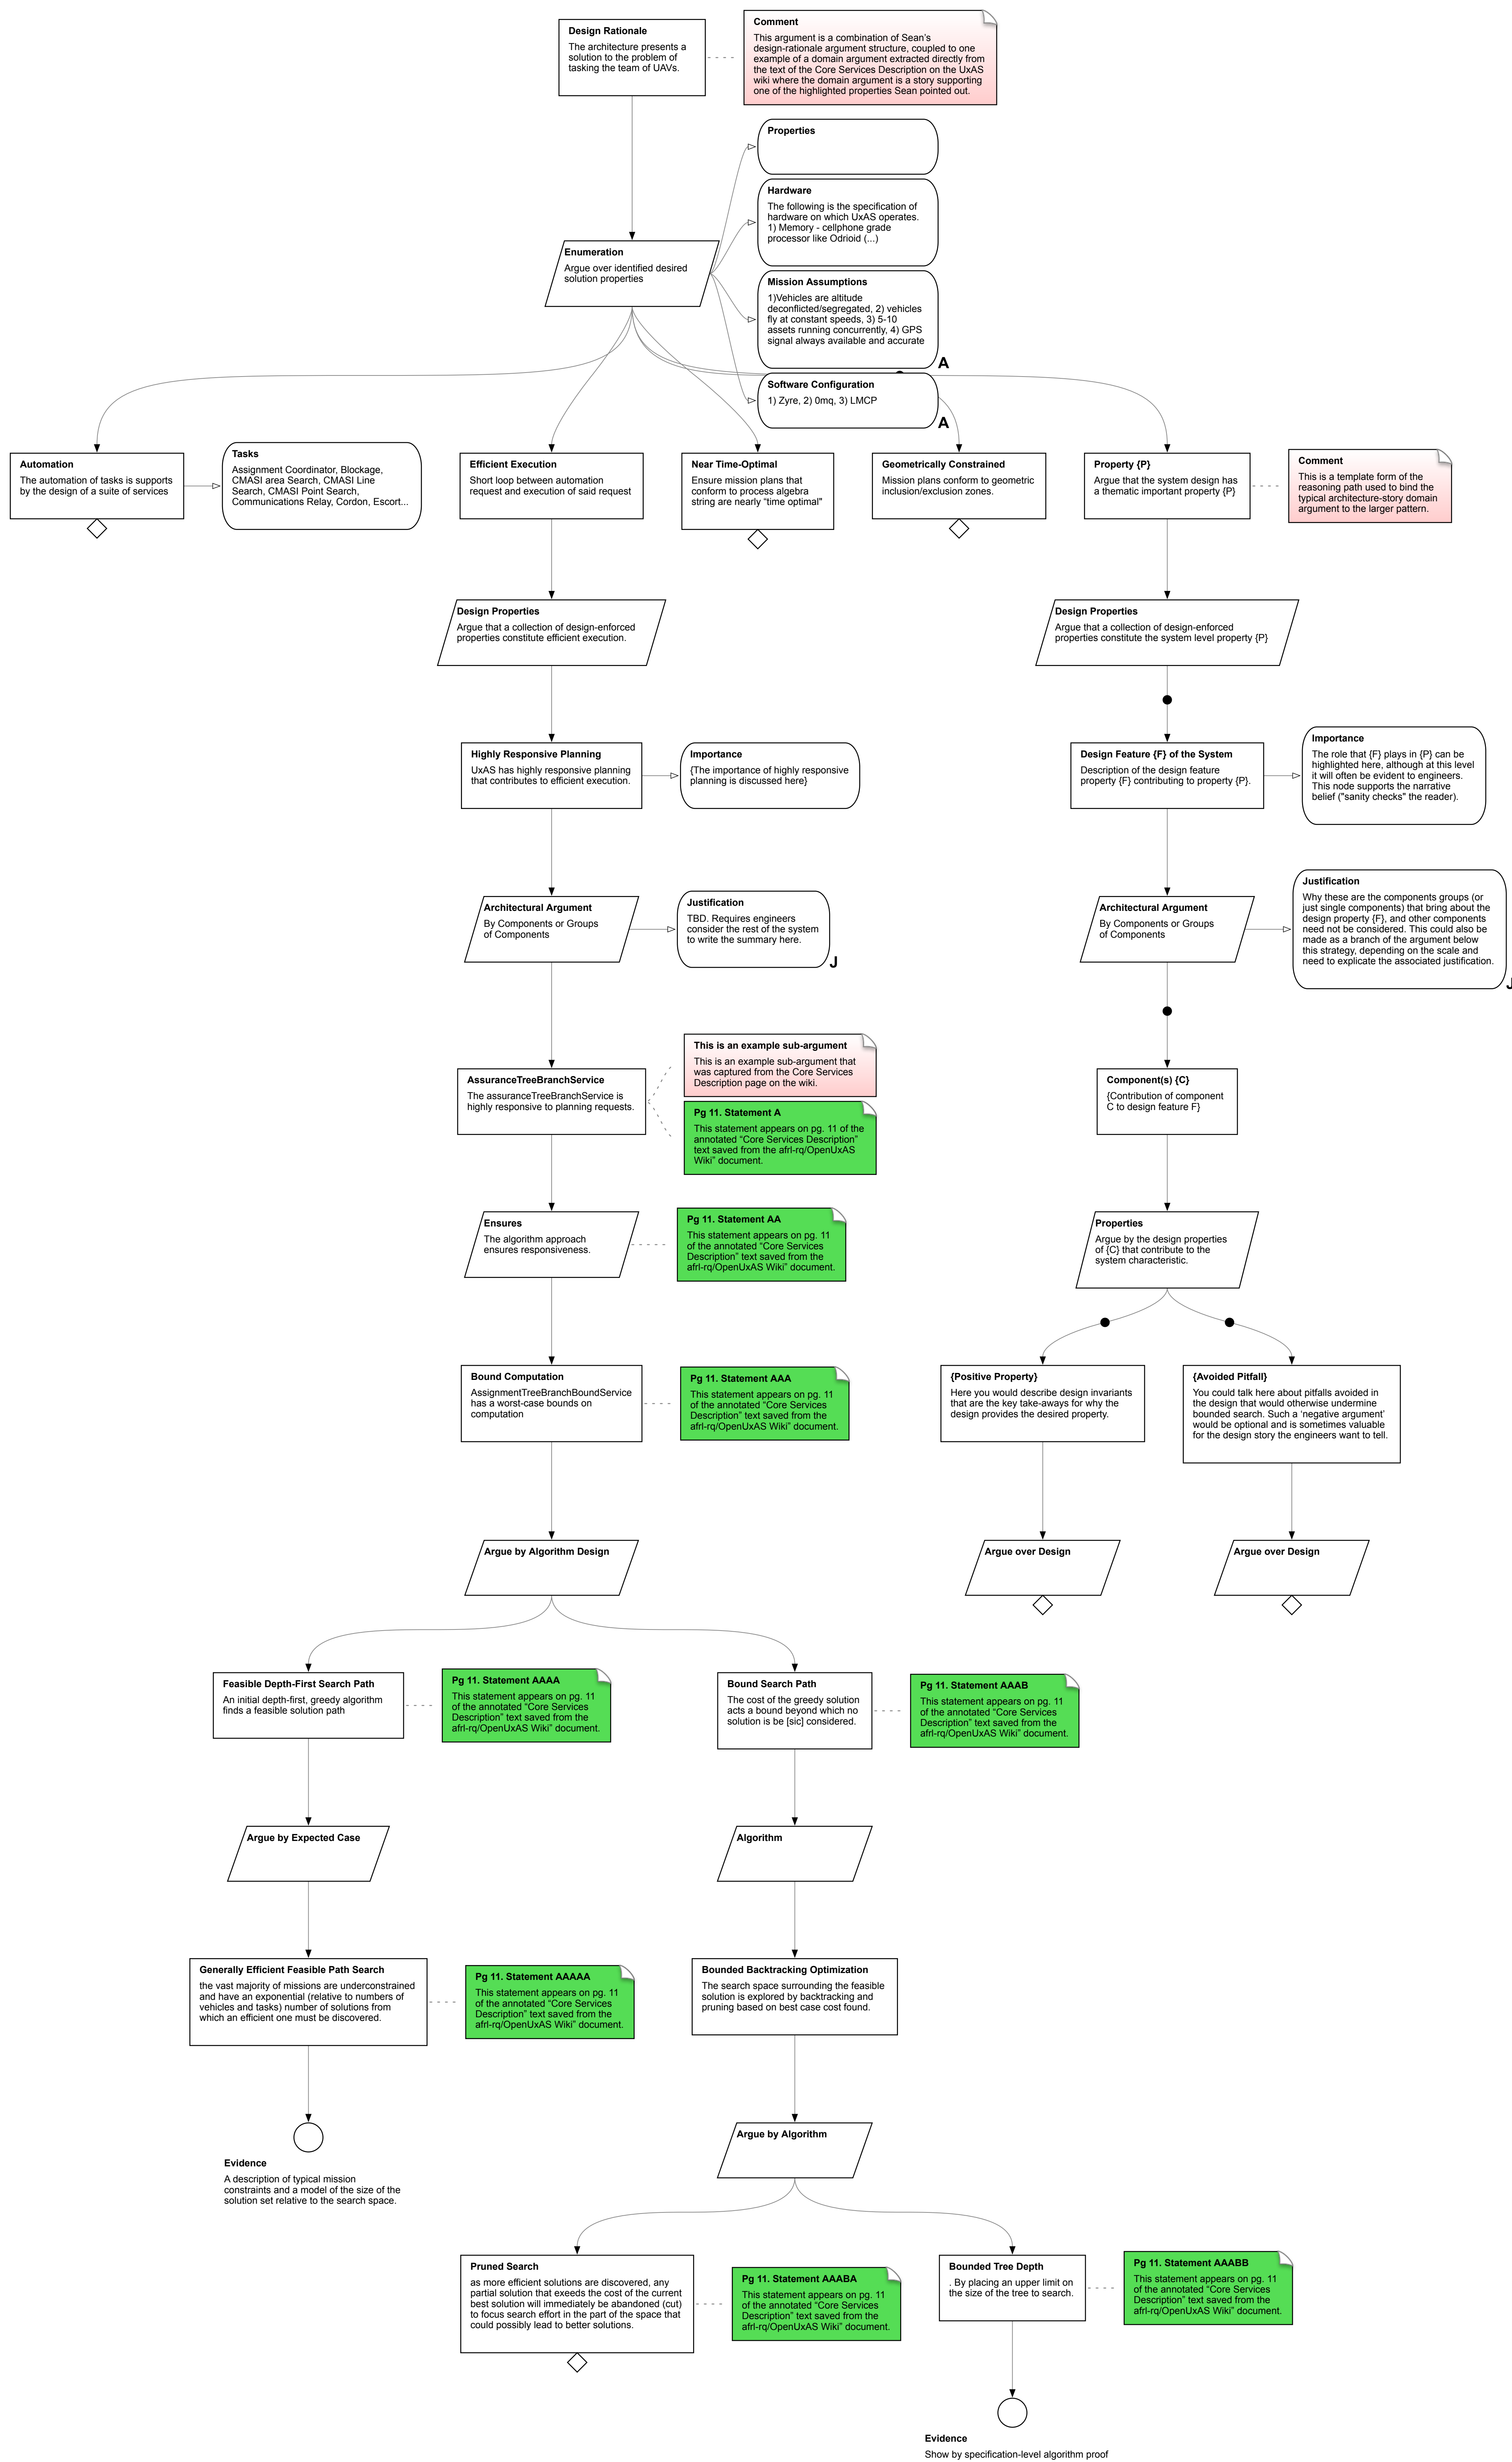 Design Rationale
The architecture presents a
solution to the problem of
tasking the team of UAVs.
Comment
This argument is a combination of Sean's
design-rationale argument structure, coupled to one
example of a domain argument extracted directly from
the text of the Core Services Description on the UxAS
wiki where the domain argument is a story supporting
one of the highlighted properties Sean pointed out.
Properties
Hardware
The following is the specification of
hardware on which UxAS operates.
1) Memory - cellphone grade
processor like Odrioid (...)
Enumeration
Argue over identified desired
solution properties
Mission Assumptions
1)Vehicles are altitude
deconflicted/segregated, 2) vehicles
fly at constant speeds, 3) 5-10
assets running concurrently, 4) GPS
signal always available and accurate
A
Software Configuration
1) Zyre, 2) 0mq, 3) LMCP
A
Automation
The automation of tasks is supports
by the design of a suite of services
Tasks
Assignment Coordinator, Blockage,
CMASI area Search, CMASI Line
Search, CMASI Point Search,
Communications Relay, Cordon, Escort...
Efficient Execution
Short loop between automation
request and execution of said request
Near Time-Optimal
Ensure mission plans that
conform to process algebra
string are nearly “time optimal"
Geometrically Constrained
Mission plans conform to geometric
inclusion/exclusion zones.
Property {P}
Argue that the system design has
a thematic important property {P}
Comment
This is a template form of the
reasoning path used to bind the
typical architecture-story domain
argument to the larger pattern.
Design Properties
Argue that a collection of design-enforced
properties constitute efficient execution.
Design Properties
Argue that a collection of design-enforced
properties constitute the system level property {P}
Highly Responsive Planning
UxAS has highly responsive planning
that contributes to efficient execution.
Importance
{The importance of highly responsive
planning is discussed here}
Design Feature {F} of the System
Description of the design feature
property {F} contributing to property {P}.
Importance
The role that {F} plays in {P} can be
highlighted here, although at this level
it will often be evident to engineers.
This node supports the narrative
belief ("sanity checks" the reader).
Architectural Argument
By Components or Groups
of Components
Justification
TBD. Requires engineers
consider the rest of the system
to write the summary here.
J
Architectural Argument
By Components or Groups
of Components
Justification
Why these are the components groups (or
just single components) that bring about the
design property {F}, and other components
need not be considered. This could also be
made as a branch of the argument below
this strategy, depending on the scale and
need to explicate the associated justification.
J
AssuranceTreeBranchService
The assuranceTreeBranchService is
highly responsive to planning requests.
This is an example sub-argument
This is an example sub-argument that
was captured from the Core Services
Description page on the wiki.
Pg 11. Statement A
This statement appears on pg. 11 of the
annotated “Core Services Description”
text saved from the afrl-rq/OpenUxAS
Wiki” document.
Component(s) {C}
{Contribution of component
C to design feature F}
Ensures
The algorithm approach
ensures responsiveness.
Pg 11. Statement AA
This statement appears on pg. 11
of the annotated “Core Services
Description” text saved from the
afrl-rq/OpenUxAS Wiki” document.
Properties
Argue by the design properties
of {C} that contribute to the
system characteristic.
Bound Computation
AssignmentTreeBranchBoundService
has a worst-case bounds on
computation
Pg 11. Statement AAA
This statement appears on pg. 11
of the annotated “Core Services
Description” text saved from the
afrl-rq/OpenUxAS Wiki” document.
{Positive Property}
Here you would describe design invariants
that are the key take-aways for why the
design provides the desired property.
{Avoided Pitfall}
You could talk here about pitfalls avoided in
the design that would otherwise undermine
bounded search. Such a ‘negative argument’
would be optional and is sometimes valuable
for the design story the engineers want to tell.
Argue by Algorithm Design
Argue over Design
Argue over Design
Feasible Depth-First Search Path
An initial depth-first, greedy algorithm
finds a feasible solution path
Pg 11. Statement AAAA
This statement appears on pg. 11
of the annotated “Core Services
Description” text saved from the
afrl-rq/OpenUxAS Wiki” document.
Bound Search Path
The cost of the greedy solution
acts a bound beyond which no
solution is be [sic] considered.
Pg 11. Statement AAAB
This statement appears on pg. 11
of the annotated “Core Services
Description” text saved from the
afrl-rq/OpenUxAS Wiki” document.
Argue by Expected Case
Algorithm
Generally Efficient Feasible Path Search
the vast majority of missions are underconstrained
and have an exponential (relative to numbers of
vehicles and tasks) number of solutions from
which an efficient one must be discovered.
Pg 11. Statement AAAAA
This statement appears on pg. 11
of the annotated “Core Services
Description” text saved from the
afrl-rq/OpenUxAS Wiki” document.
Bounded Backtracking Optimization
The search space surrounding the feasible
solution is explored by backtracking and
pruning based on best case cost found.
Evidence
A description of typical mission
constraints and a model of the size of the
solution set relative to the search space.
Argue by Algorithm
Pruned Search
as more efficient solutions are discovered, any
partial solution that exeeds the cost of the current
best solution will immediately be abandoned (cut)
to focus search effort in the part of the space that
could possibly lead to better solutions.
Pg 11. Statement AAABA
This statement appears on pg. 11
of the annotated “Core Services
Description” text saved from the
afrl-rq/OpenUxAS Wiki” document.
Bounded Tree Depth
. By placing an upper limit on
the size of the tree to search.
Pg 11. Statement AAABB
This statement appears on pg. 11
of the annotated “Core Services
Description” text saved from the
afrl-rq/OpenUxAS Wiki” document.
Evidence
Show by specification-level algorithm proof